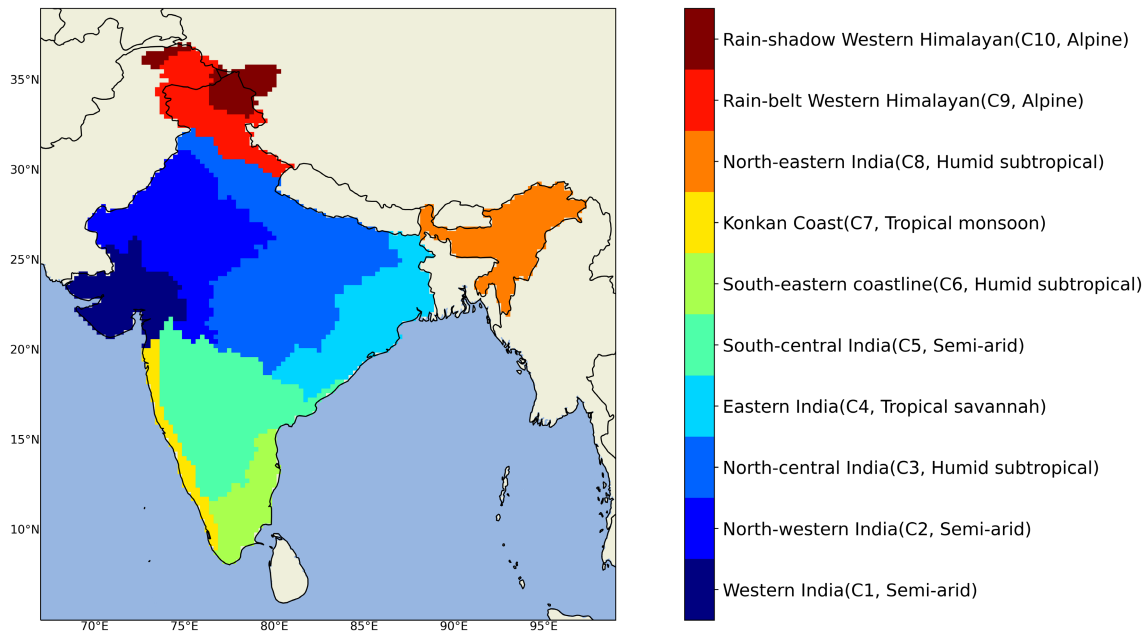 35°N
30°N
25°N
20°N
15°N
10°N
70°E
75°E
80°E
85°E
90°E
95°E
Rain-shadow Western Himalayan(C10, Alpine)
Rain-belt Western Himalayan(C9, Alpine)
North-eastern India(C8, Humid subtropical)
Konkan Coast(C7, Tropical monsoon)
South-eastern coastline(C6, Humid subtropical)
South-central India(C5, Semi-arid)
Eastern India(C4, Tropical savannah)
North-central India(C3, Humid subtropical)
North-western India(C2, Semi-arid)
Western India(C1, Semi-arid)